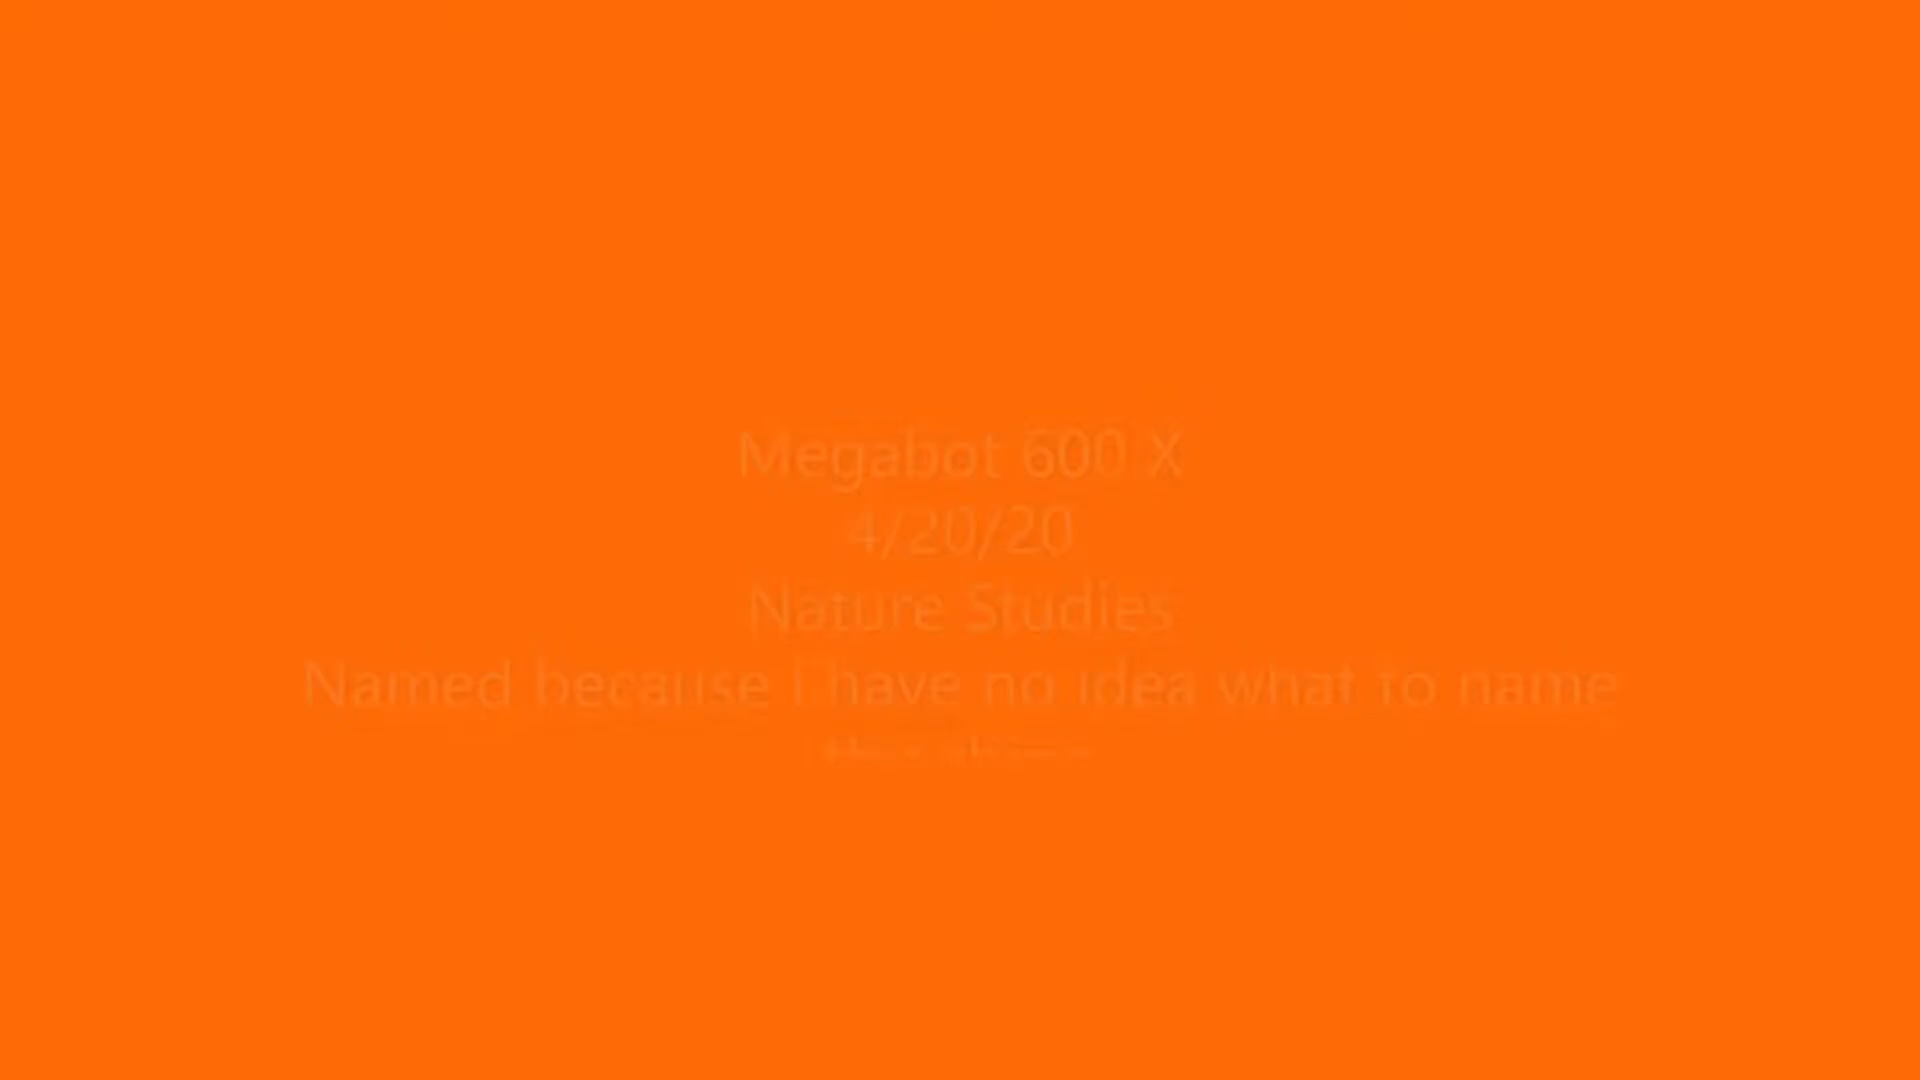 Megabot 600 X
4/20/20
Nature Studies
Named because I have no idea what to name